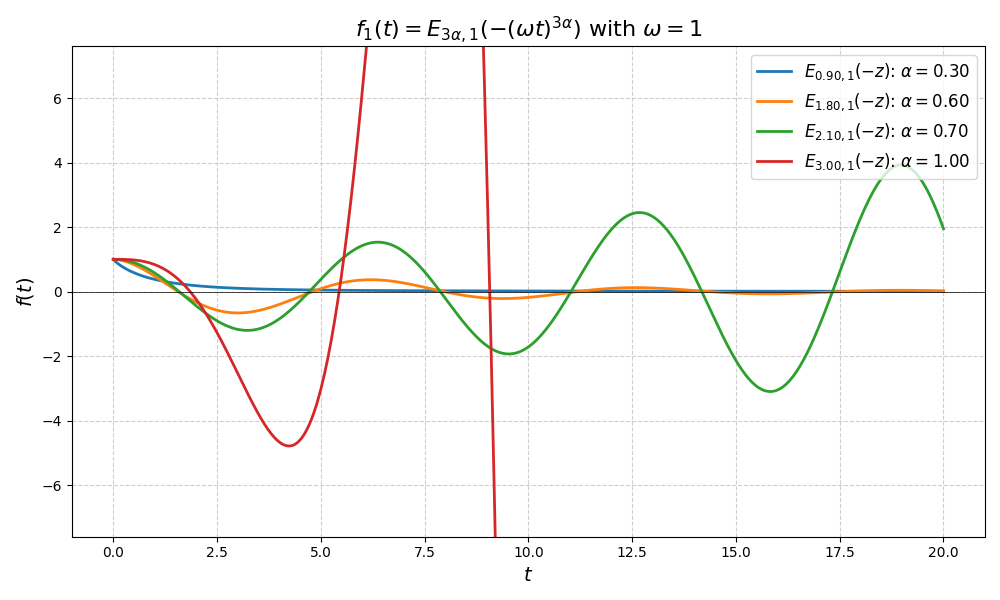 f₁(t) = E₃α,₁(−(ωt)³ᵅ) with ω = 1
E₀.₉₀,₁(−z): α = 0.30
E₁.₈₀,₁(−z): α = 0.60
E₂.₁₀,₁(−z): α = 0.70
E₃.₀₀,₁(−z): α = 1.00
f(t)
6
4
2
0
−2
−4
−6
0.0 2.5 5.0 7.5 10.0 12.5 15.0 17.5 20.0
t